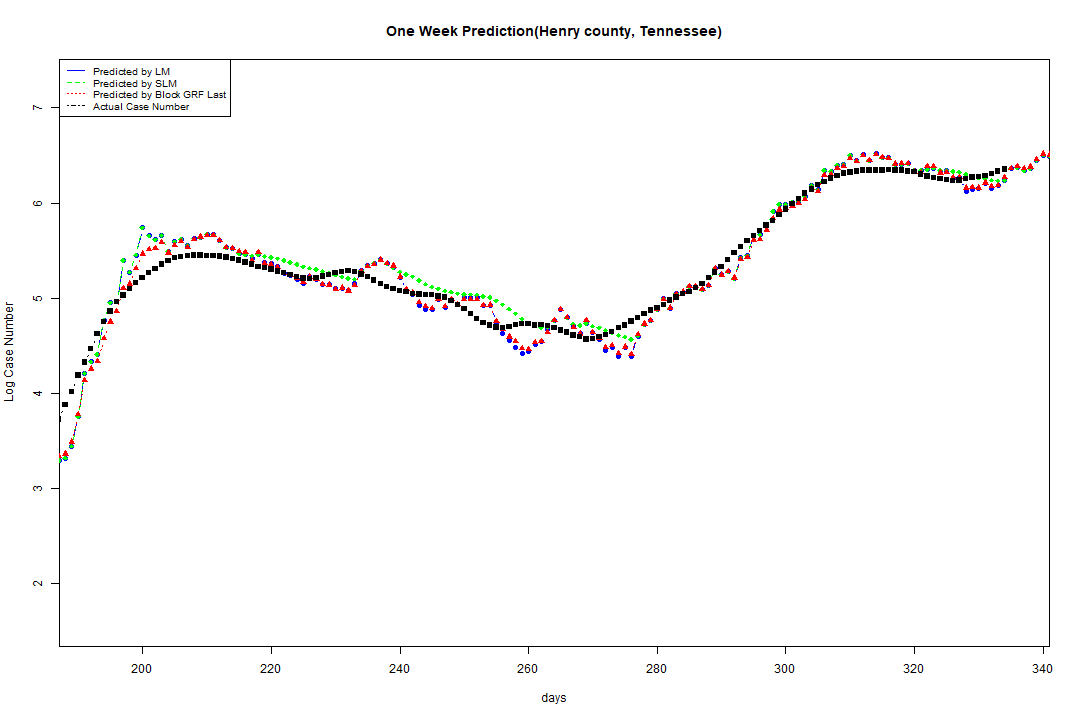 One Week Prediction(Henry county, Tennessee)
Predicted by LM
Predicted by SLM
Predicted by Block GRF Last
Actual Case Number
7
6
5
4
3
2
Log Case Number
200 220 240 260 280 300 320 340
days